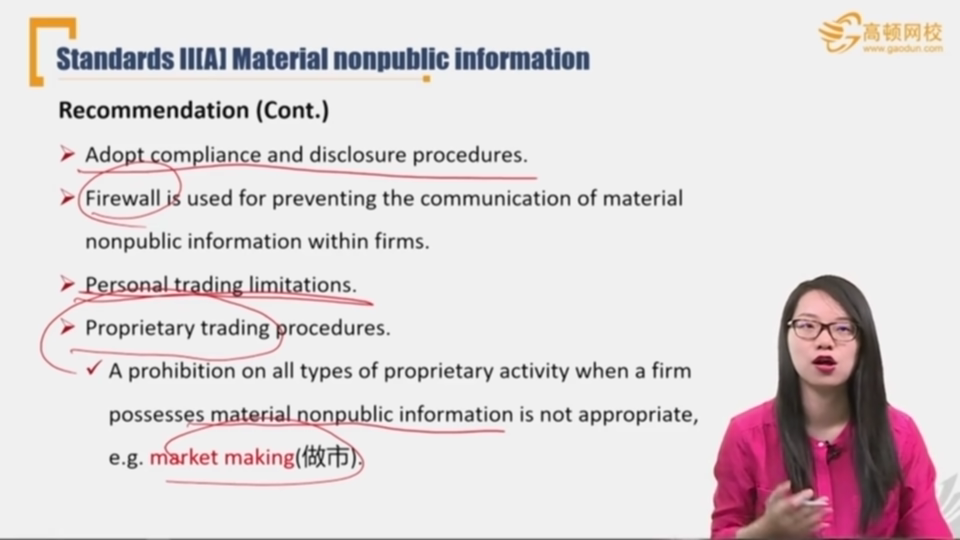 高顿网校
www.gaodun.com
Standards II[A] Material nonpublic information
Recommendation (Cont.)
Adopt compliance and disclosure procedures.
Firewall is used for preventing the communication of material
nonpublic information within firms.
Personal trading limitations.
Proprietary trading procedures.
A prohibition on all types of proprietary activity when a firm
possesses material nonpublic information is not appropriate,
e.g. market making(做市).